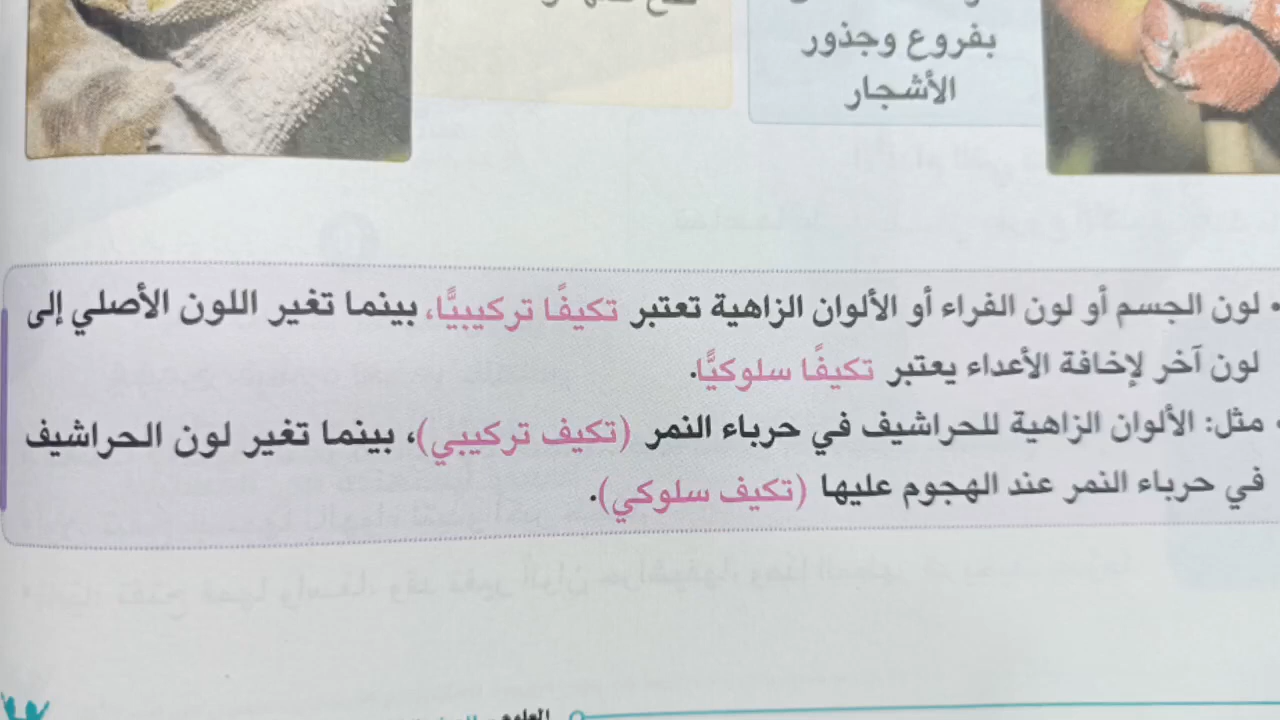 بفروع وجذور
الأشجار
• لون الجسم أو لون الفراء أو الألوان الزاهية تعتبر تكيفًا تركيبيًّا، بينما تغير اللون الأصلي إلى
لون آخر لإخافة الأعداء يعتبر تكيفًا سلوكيًّا.
• مثل: الألوان الزاهية للحراشيف في حرباء النمر (تكيف تركيبي)، بينما تغير لون الحراشيف
في حرباء النمر عند الهجوم عليها (تكيف سلوكي).
العلوم